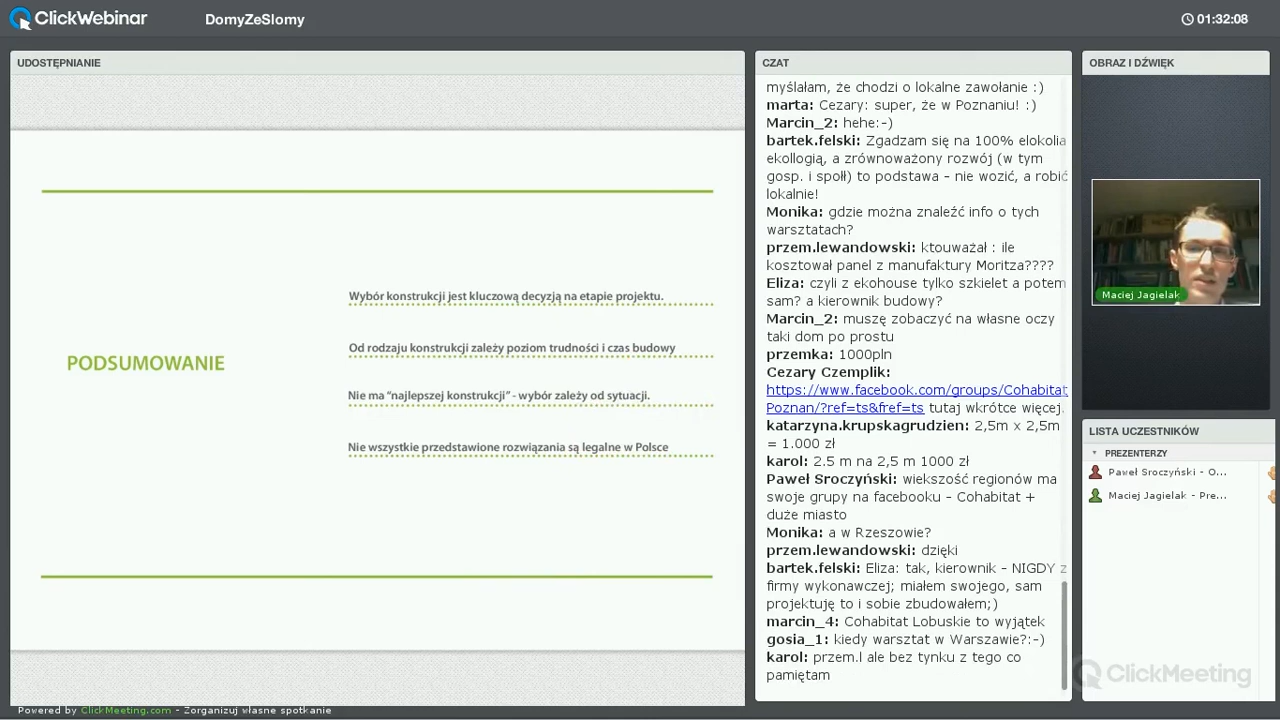 ClickWebinar
DomyZeSlomy
01:32:08
UDOSTĘPNIANIE
PODSUMOWANIE
Wybór konstrukcji jest kluczową decyzją na etapie projektu.
Od rodzaju konstrukcji zależy poziom trudności i czas budowy
Nie ma “najlepszej konstrukcji” - wybór zależy od sytuacji.
Nie wszystkie przedstawione rozwiązania są legalne w Polsce
CZAT
myślałam, że chodzi o lokalne zawołanie :)
marta: Cezary: super, że w Poznaniu! :)
Marcin_2: hehe:-)
bartek.felski: Zgadzam się na 100% elokolia
ekollogią, a zrównoważony rozwój (w tym
gosp. i społł) to podstawa - nie wozić, a robić
lokalnie!
Monika: gdzie można znaleźć info o tych
warsztatach?
przem.lewandowski: ktouważał : ile
kosztował panel z manufaktury Moritza????
Eliza: czyli z ekohouse tylko szkielet a potem
sam? a kierownik budowy?
Marcin_2: muszę zobaczyć na własne oczy
taki dom po prostu
przemka: 1000pln
Cezary Czemplik:
https://www.facebook.com/groups/Cohabitat
Poznan/?ref=ts&fref=ts tutaj wkrótce więcej.
katarzyna.krupskagrudzien: 2,5m x 2,5m
= 1.000 zł
karol: 2.5 m na 2,5 m 1000 zł
Paweł Sroczyński: wiekszość regionów ma
swoje grupy na facebooku - Cohabitat +
duże miasto
Monika: a w Rzeszowie?
przem.lewandowski: dzięki
bartek.felski: Eliza: tak, kierownik - NIGDY z
firmy wykonawczej; miałem swojego, sam
projektuję to i sobie zbudowałem;)
marcin_4: Cohabitat Lobuskie to wyjątek
gosia_1: kiedy warsztat w Warszawie?:-)
karol: przem.l ale bez tynku z tego co
pamiętam
OBRAZ I DŹWIĘK
Maciej Jagielak
LISTA UCZESTNIKÓW
PREZENTERZY
Paweł Sroczyński - O...
Maciej Jagielak - Pre...
ClickMeeting
Powered by ClickMeeting.com - Zorganizuj własne spotkanie